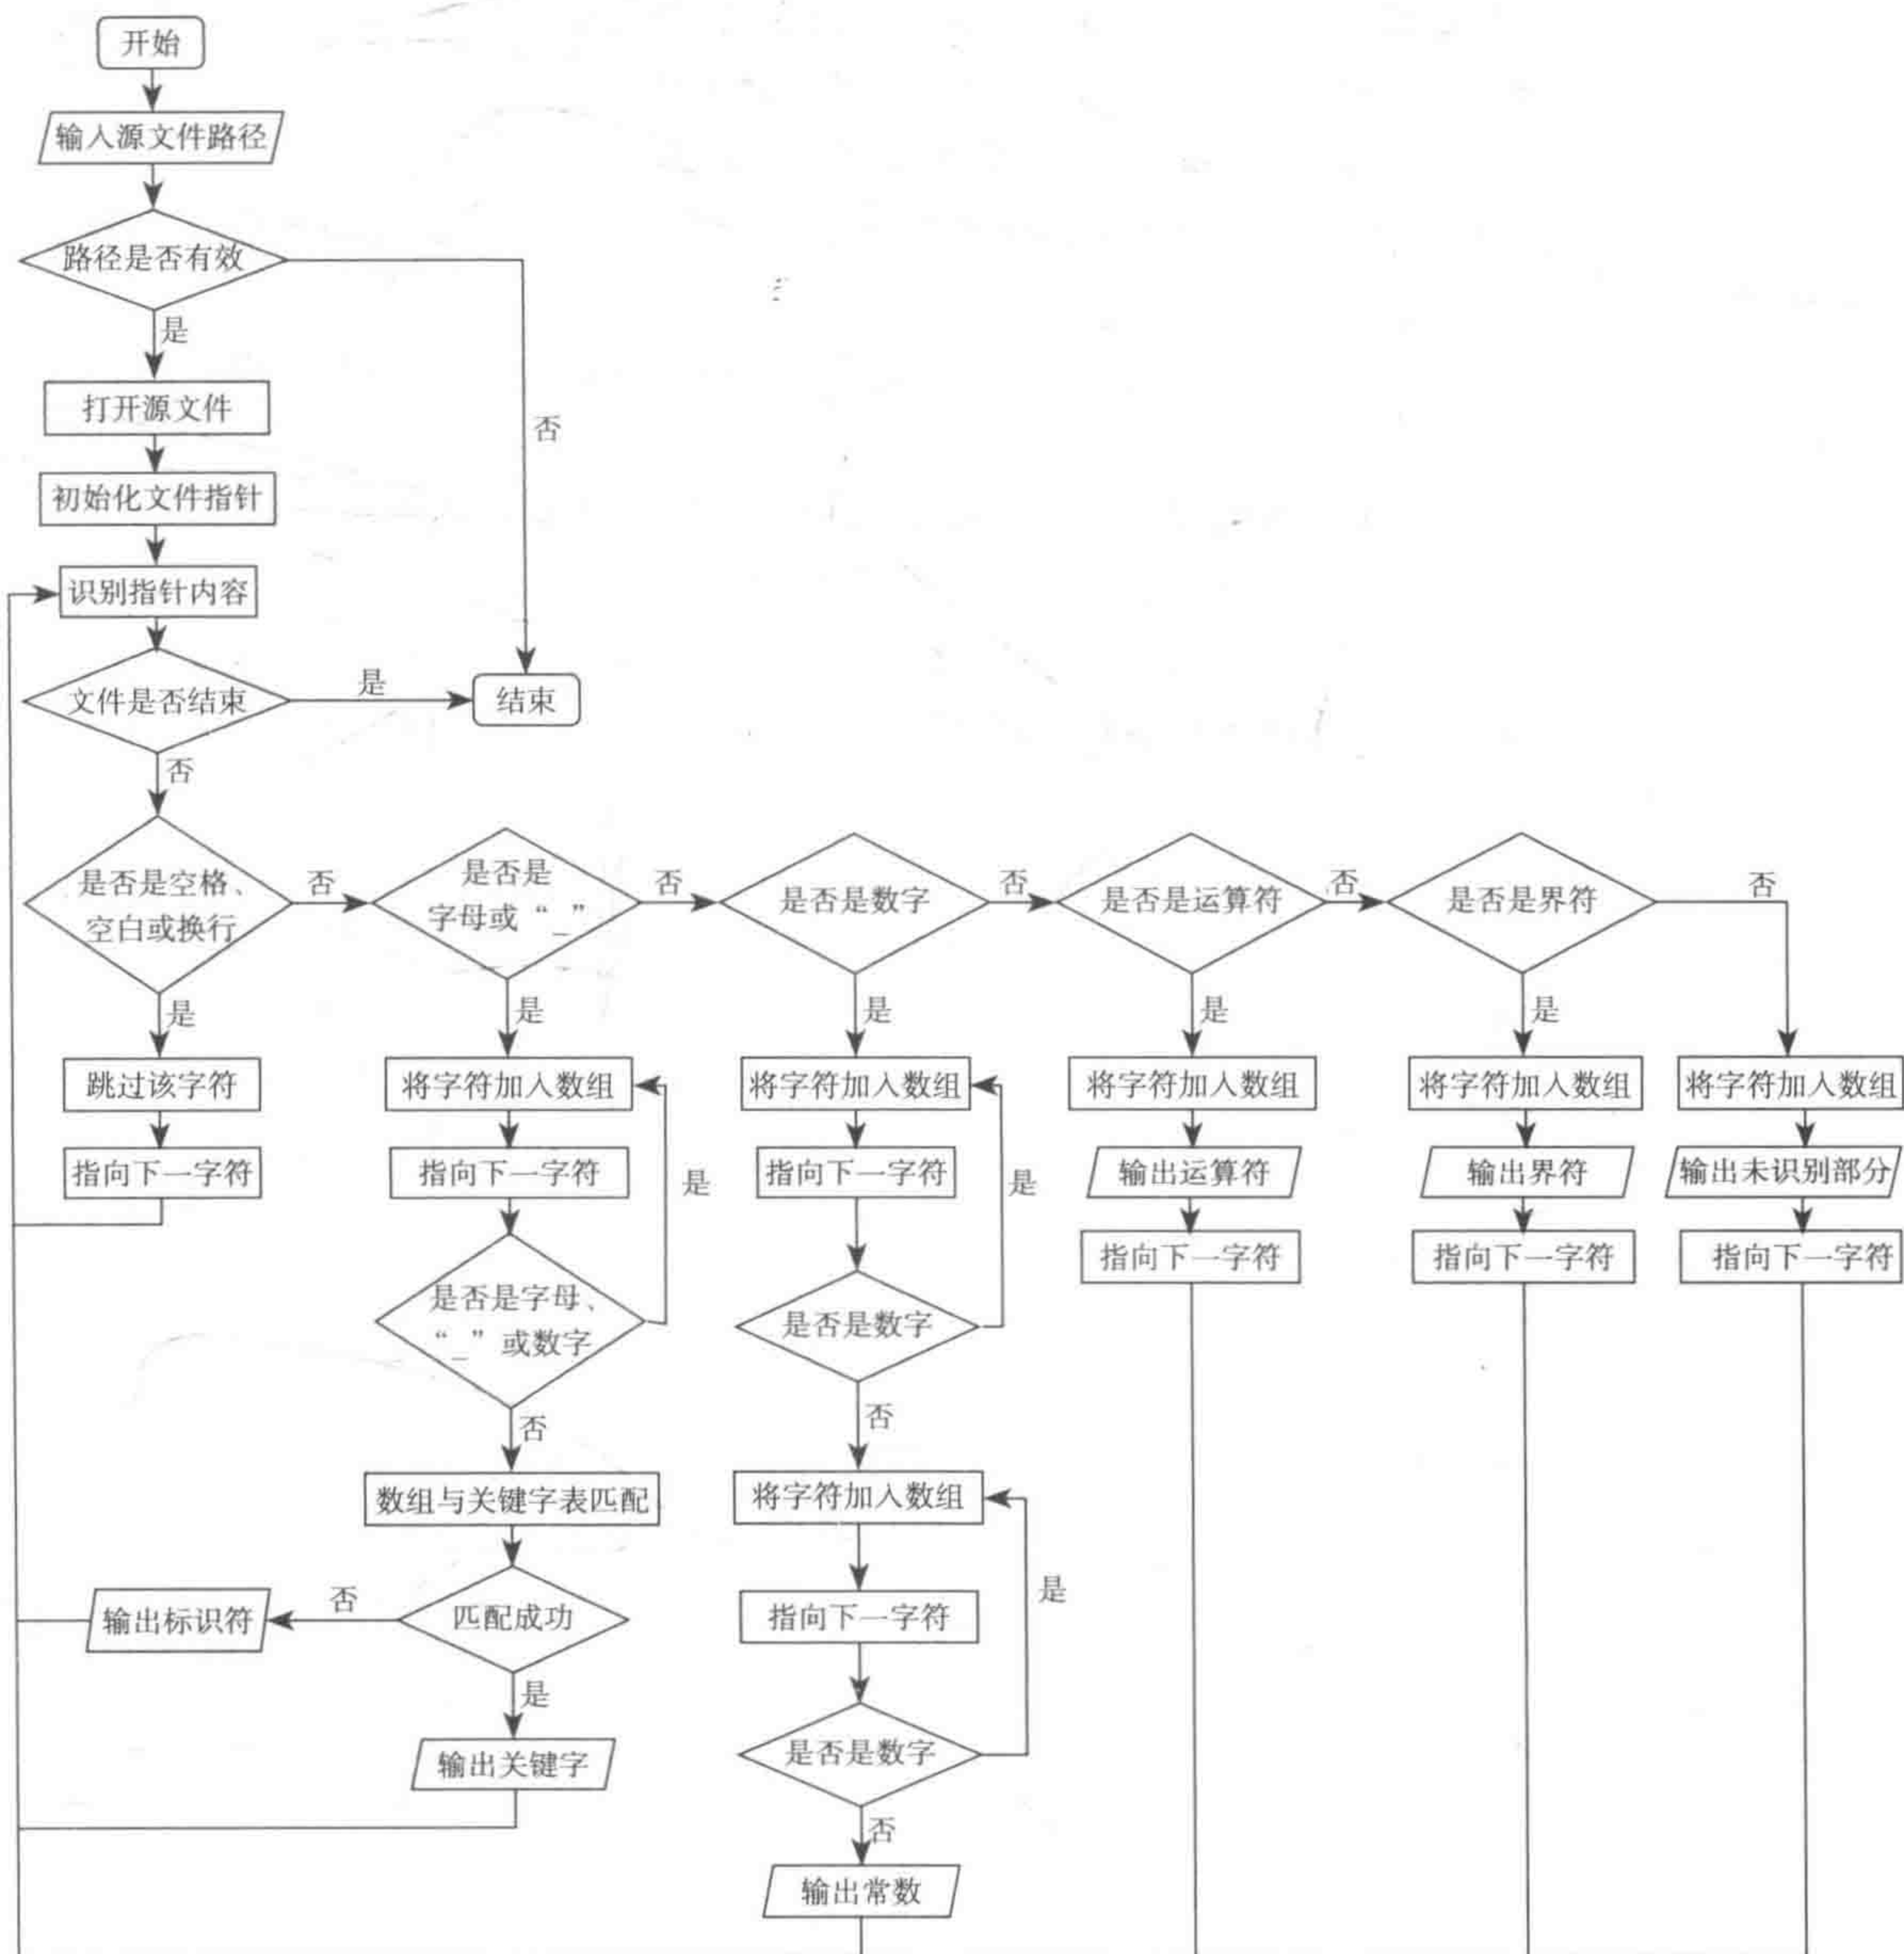 开始
输入源文件路径
路径是否有效
是
否
打开源文件
初始化文件指针
识别指针内容
文件是否结束
是
结束
否
是否是空格、
空白或换行
否
是否是
字母或“_”
否
是否是数字
否
是否是运算符
否
是否是界符
否
是
是
是
是
是
跳过该字符
将字符加入数组
将字符加入数组
将字符加入数组
将字符加入数组
将字符加入数组
指向下一字符
指向下一字符
是
指向下一字符
是
输出运算符
输出界符
输出未识别部分
指向下一字符
指向下一字符
指向下一字符
是否是字母、
“_”或数字
是否是数字
否
否
数组与关键字表匹配
将字符加入数组
输出标识符
否
匹配成功
指向下一字符
是
是
是否是数字
输出关键字
否
输出常数